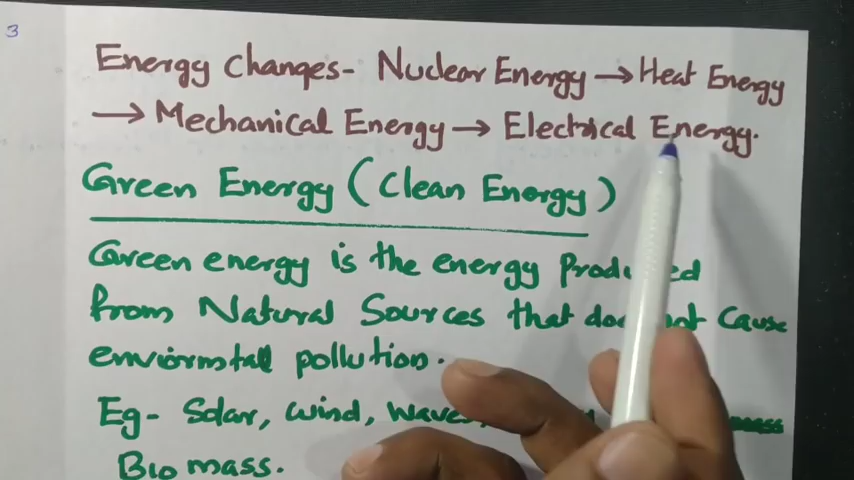 3
Energy Changes- Nuclear Energy → Heat Energy
→ Mechanical Energy → Electrical Energy.
Green Energy (Clean Energy)
Green energy is the energy
from Natural Sources that Cause
pollution.
Eg- Solar, Wind,
Bio mass.